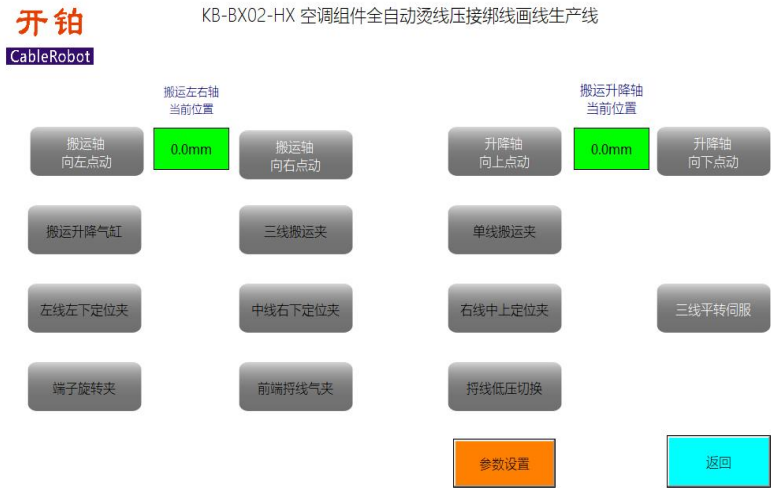 开铂
CableRobot
KB-BX02-HX 空调组件全自动烫线压接绑线画线生产线
搬运左右轴
当前位置
搬运升降轴
当前位置
搬运轴
向左点动
0.0mm
搬运轴
向右点动
升降轴
向上点动
0.0mm
升降轴
向下点动
搬运升降气缸
三线搬运夹
单线搬运夹
左线左下定位夹
中线右下定位夹
右线中上定位夹
三线平转伺服
端子旋转夹
前端捋线气夹
捋线低压切换
参数设置
返回